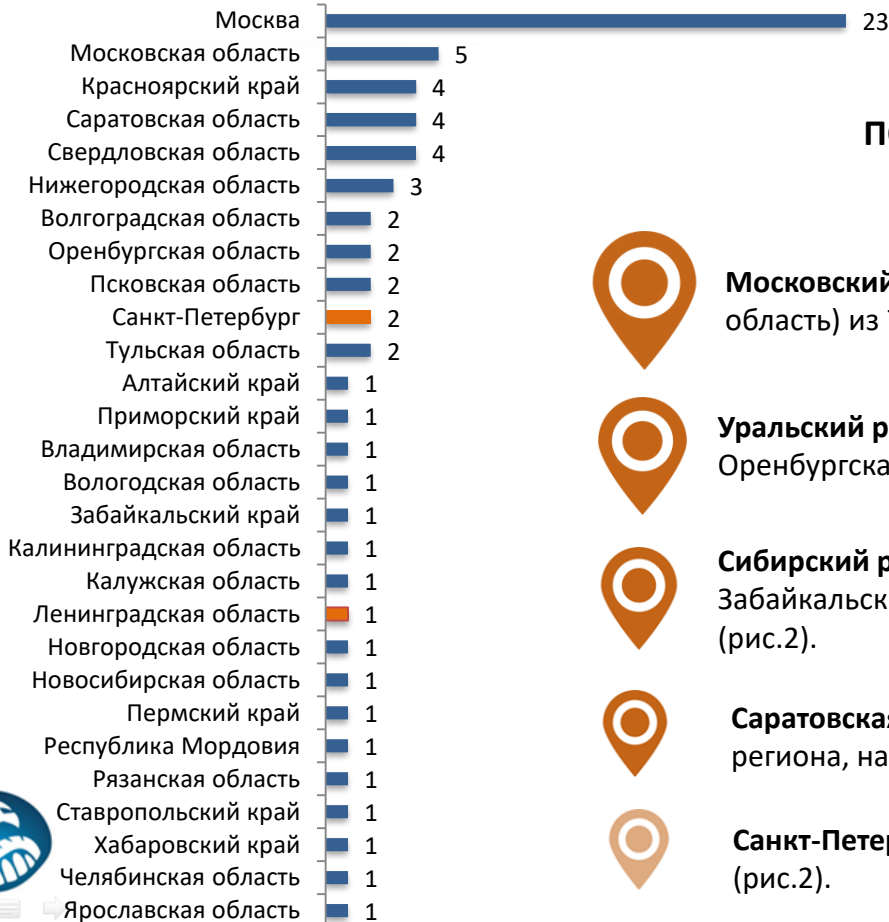 Москва 23
Московская область 5
Красноярский край 4
Саратовская область 4
Свердловская область 4
Нижегородская область 3
Волгоградская область 2
Оренбургская область 2
Псковская область 2
Санкт-Петербург 2
Тульская область 2
Алтайский край 1
Приморский край 1
Владимирская область 1
Вологодская область 1
Забайкальский край 1
Калининградская область 1
Калужская область 1
Ленинградская область 1
Новгородская область 1
Новосибирская область 1
Пермский край 1
Республика Мордовия 1
Рязанская область 1
Ставропольский край 1
Хабаровский край 1
Челябинская область 1
Ярославская область 1
Московский
область) из
Уральский р
Оренбургска
Сибирский р
Забайкальск
(рис.2).
Саратовская
региона, на
Санкт-Петер
(рис.2).